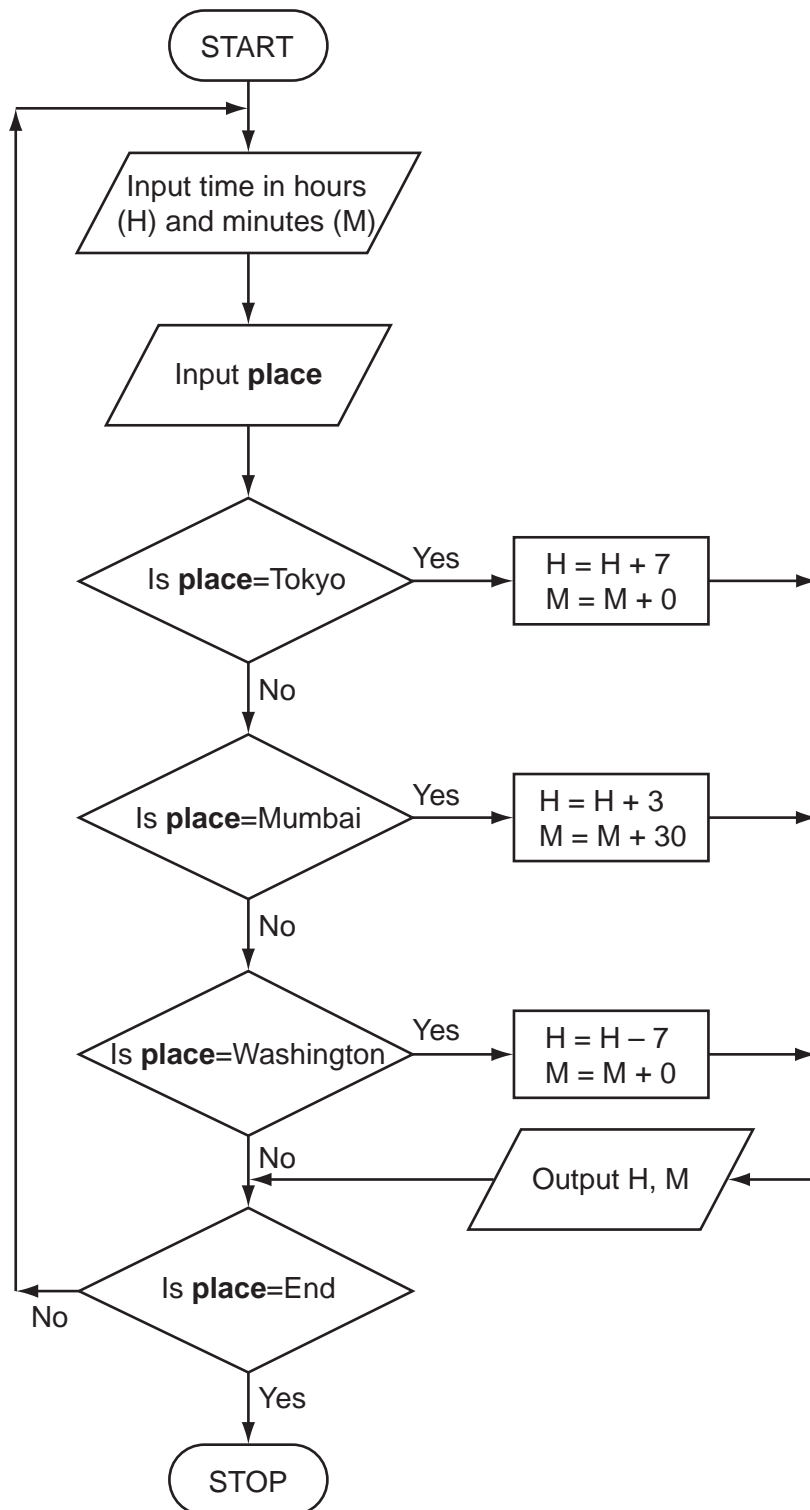 START
Input time in hours
(H) and minutes (M)
Input place
Is place=Tokyo
Yes
H = H + 7
M = M + 0
No
Is place=Mumbai
Yes
H = H + 3
M = M + 30
No
Is place=Washington
Yes
H = H – 7
M = M + 0
No
Output H, M
Is place=End
No
Yes
STOP